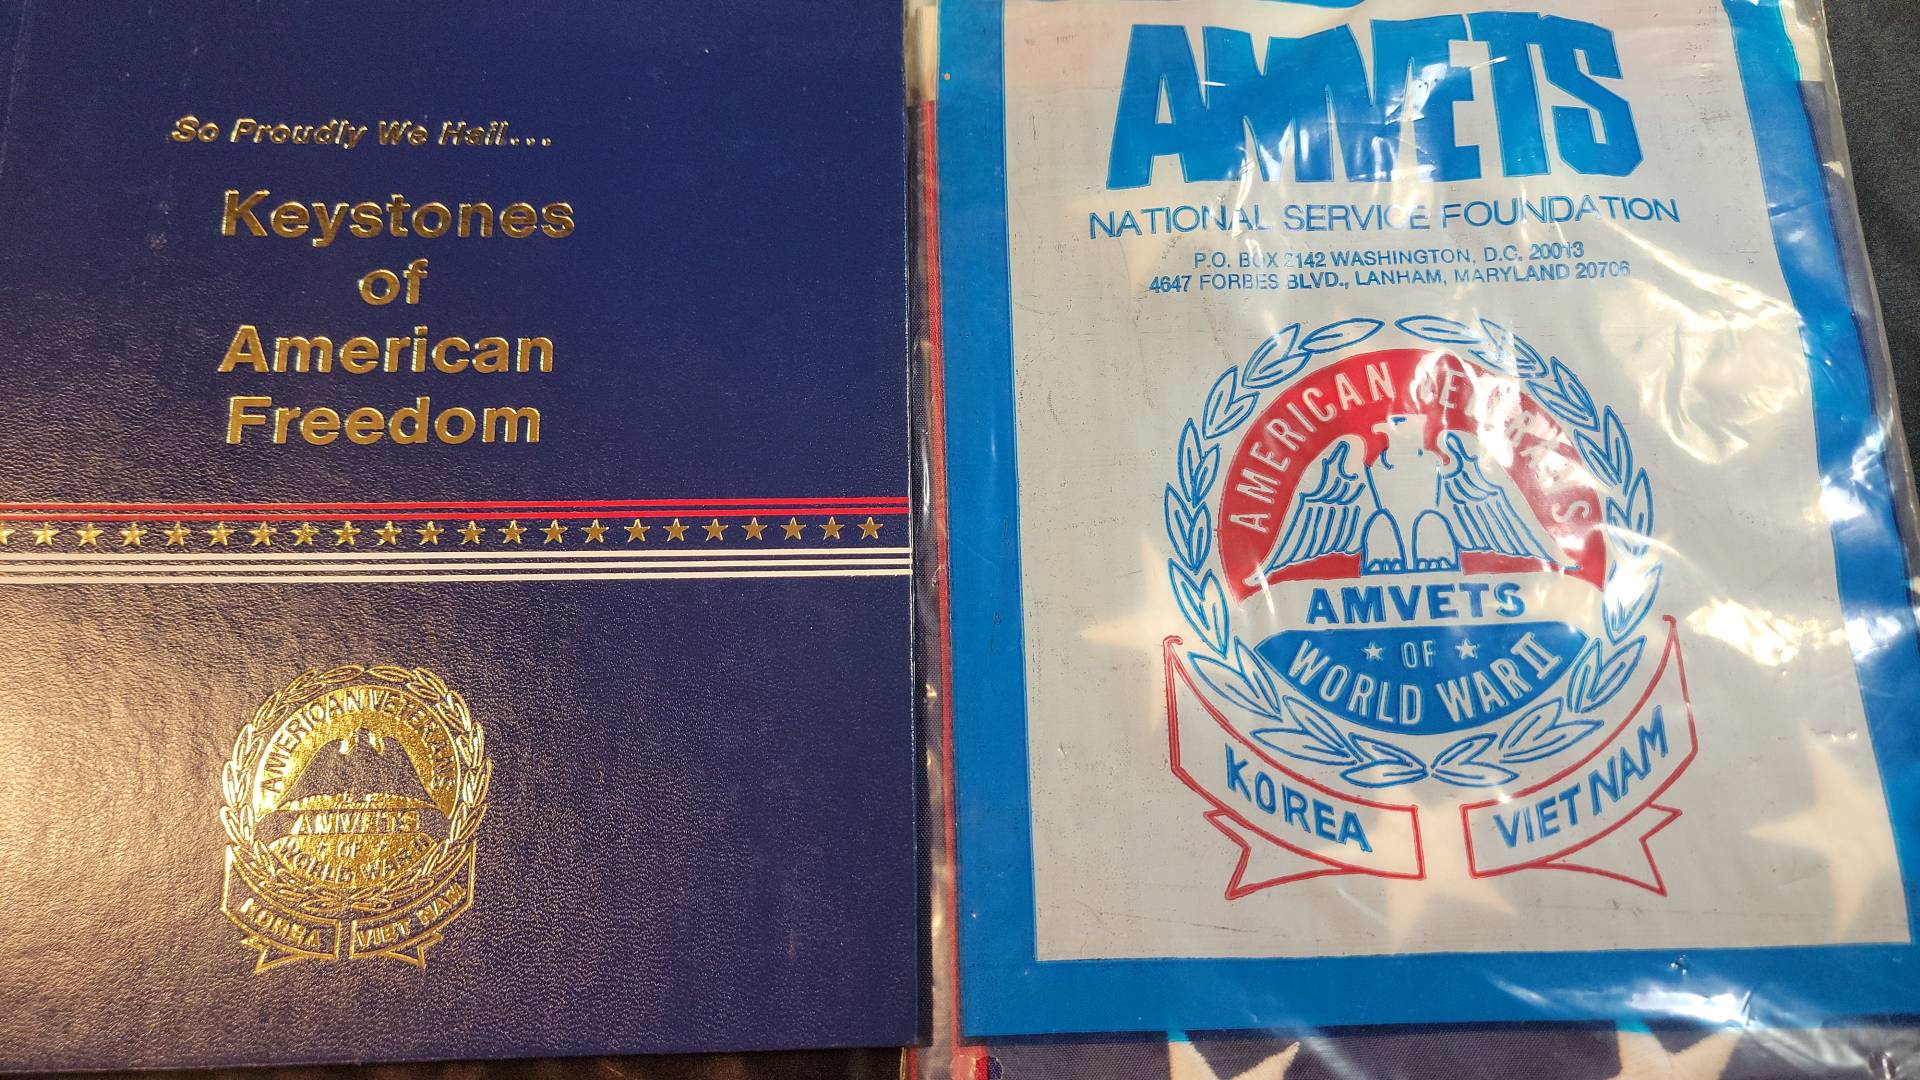 So Proudly We Hail...
Keystones
of
American
Freedom
AMERICAN VETERANS
AMVETS
OF
WORLD WAR II
KOREA
VIET NAM
AMVETS
NATIONAL SERVICE FOUNDATION
P.O. BOX 2142 WASHINGTON, D.C. 20013
4647 FORBES BLVD., LANHAM, MARYLAND 20706
AMERICAN VETERANS
AMVETS
OF
WORLD WAR II
KOREA
VIET NAM